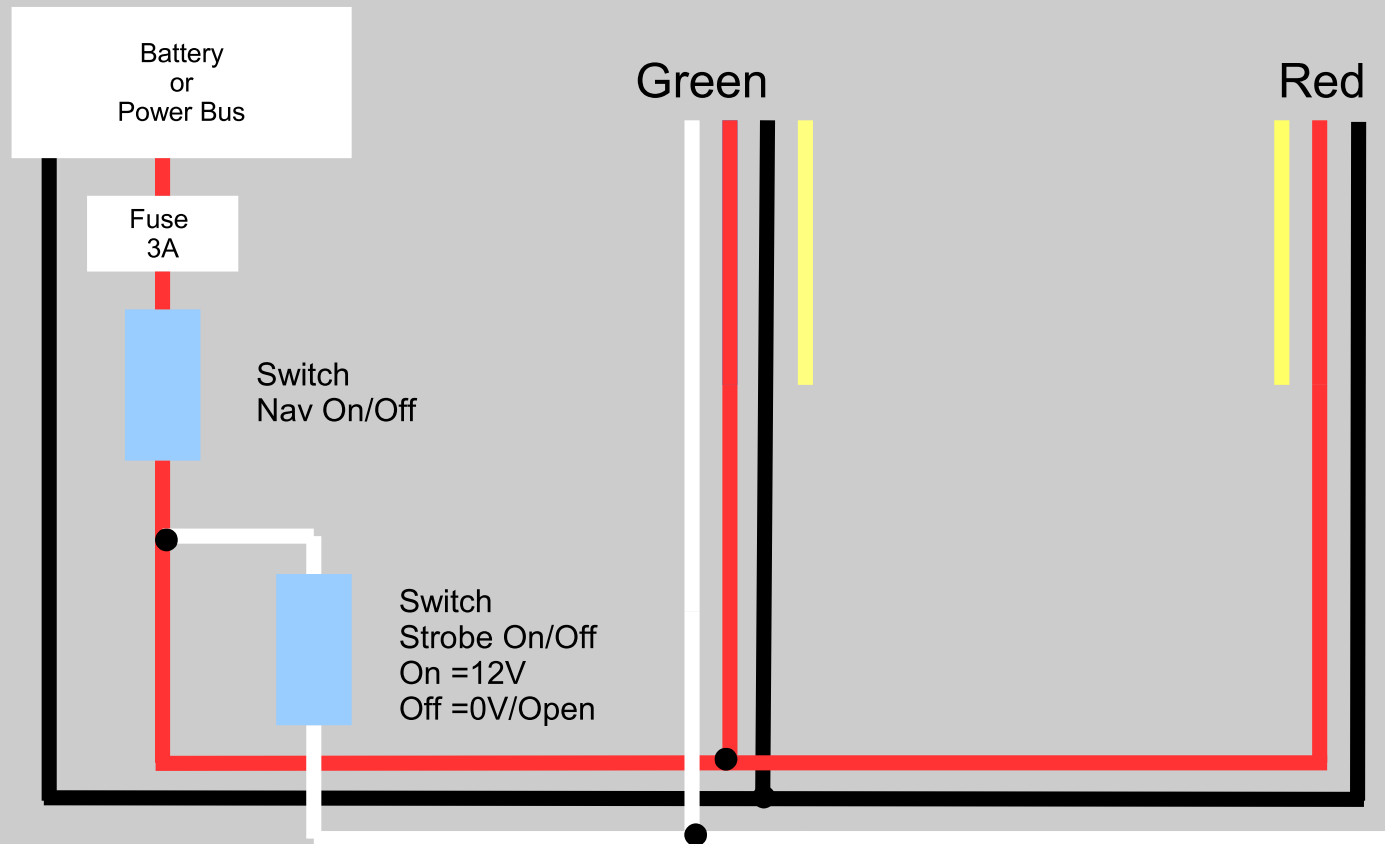 Battery
or
Power Bus
Green
Red
Fuse
3A
Switch
Nav On/Off
Switch
Strobe On/Off
On =12V
Off =0V/Open